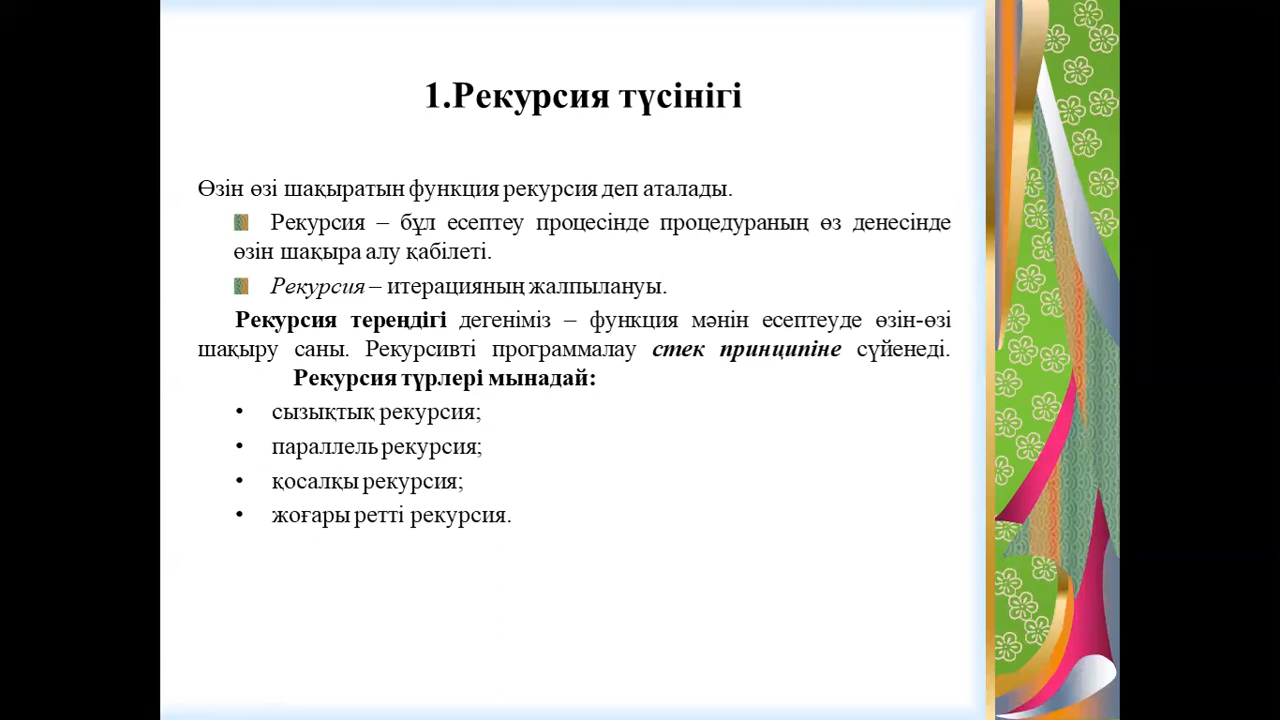 1.Рекурсия түсінігі
Өзін өзі шақыратын функция рекурсия деп аталады.
Рекурсия – бұл есептеу процесінде процедураның өз денесінде
өзін шақыра алу қабілеті.
Рекурсия – итерацияның жалпылануы.
Рекурсия тереңдігі дегеніміз – функция мәнін есептеуде өзін-өзі
шақыру саны. Рекурсивті программалау стек принципіне сүйенеді.
Рекурсия түрлері мынадай:
• сызықтық рекурсия;
• параллель рекурсия;
• қосалқы рекурсия;
• жоғары ретті рекурсия.